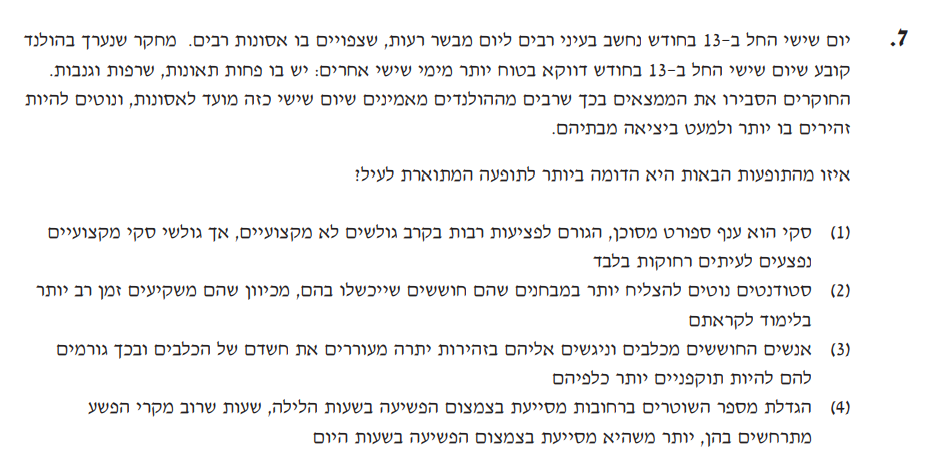 7. יום שישי החל ב-13 בחודש נחשב בעיני רבים ליום מבשר רעות, שצפויים בו אסונות רבים. מחקר שנערך בהולנד
קובע שיום שישי החל ב-13 בחודש דווקא בטוח יותר מימי שישי אחרים: יש בו פחות תאונות, שרפות וגנבות.
החוקרים הסבירו את הממצאים בכך שרבים מההולנדים מאמינים שיום שישי כזה מועד לאסונות, ונוטים להיות
זהירים בו יותר ולמעט ביציאה מבתיהם.
איזו מהתופעות הבאות היא הדומה ביותר לתופעה המתוארת לעיל?
(1) סקי הוא ענף ספורט מסוכן, הגורם לפציעות רבות בקרב גולשים לא מקצועיים, אך גולשי סקי מקצועיים
נפצעים לעיתים רחוקות בלבד
(2) סטודנטים נוטים להצליח יותר במבחנים שהם חוששים שייכשלו בהם, מכיוון שהם משקיעים זמן רב יותר
בלימוד לקראתם
(3) אנשים החוששים מכלבים וניגשים אליהם בזהירות יתרה מעוררים את חשדם של הכלבים ובכך גורמים
להם להיות תוקפניים יותר כלפיהם
(4) הגדלת מספר השוטרים ברחובות מסייעת בצמצום הפשיעה בשעות הלילה, שעות שרוב מקרי הפשע
מתרחשים בהן, יותר משהיא מסייעת בצמצום הפשיעה בשעות היום